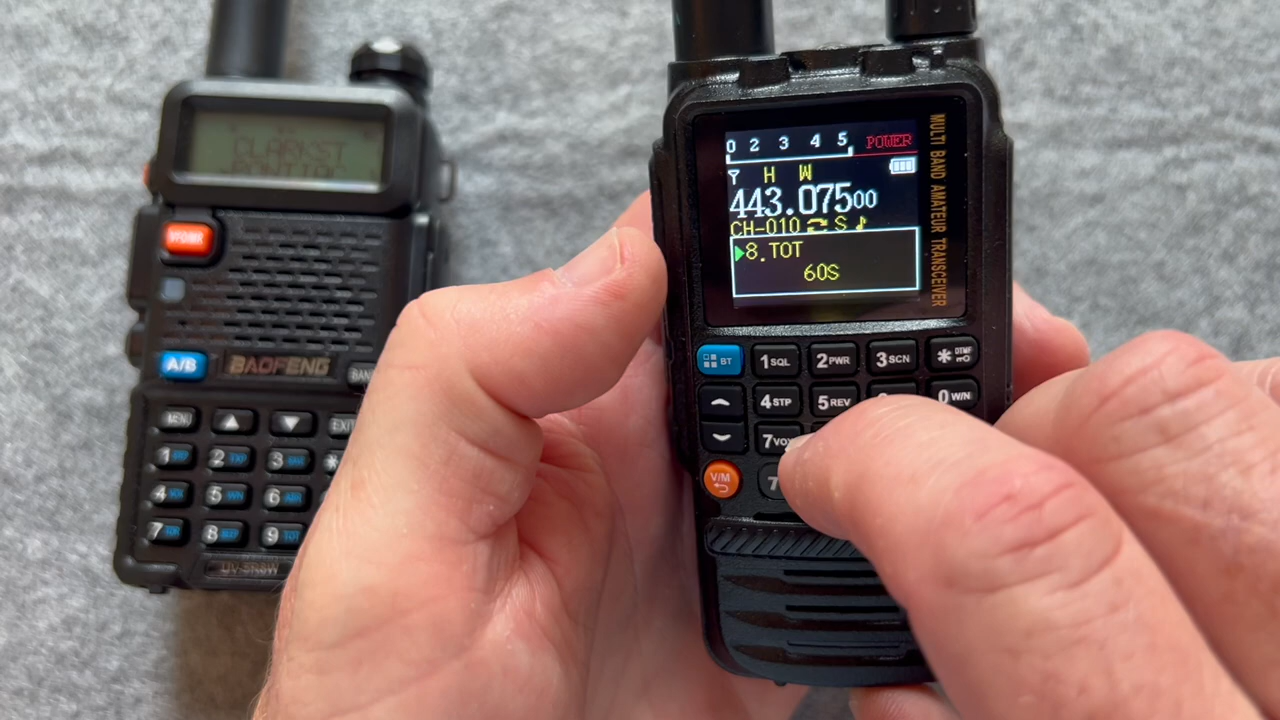 A/B
BAOFENG
MENU
EXIT
1
2
3
4
5
6
7
8
9 TOT
UV-5R8W
0 2 3 4 5 POWER
H W
443.07500
CH-010 S
8.TOT
60S
MULTI BAND AMATEUR TRANSCEIVER
BT 1SQL 2PWR 3SCN *DTMF
4STP 5REV 0W/N
7VOX
V/M 7